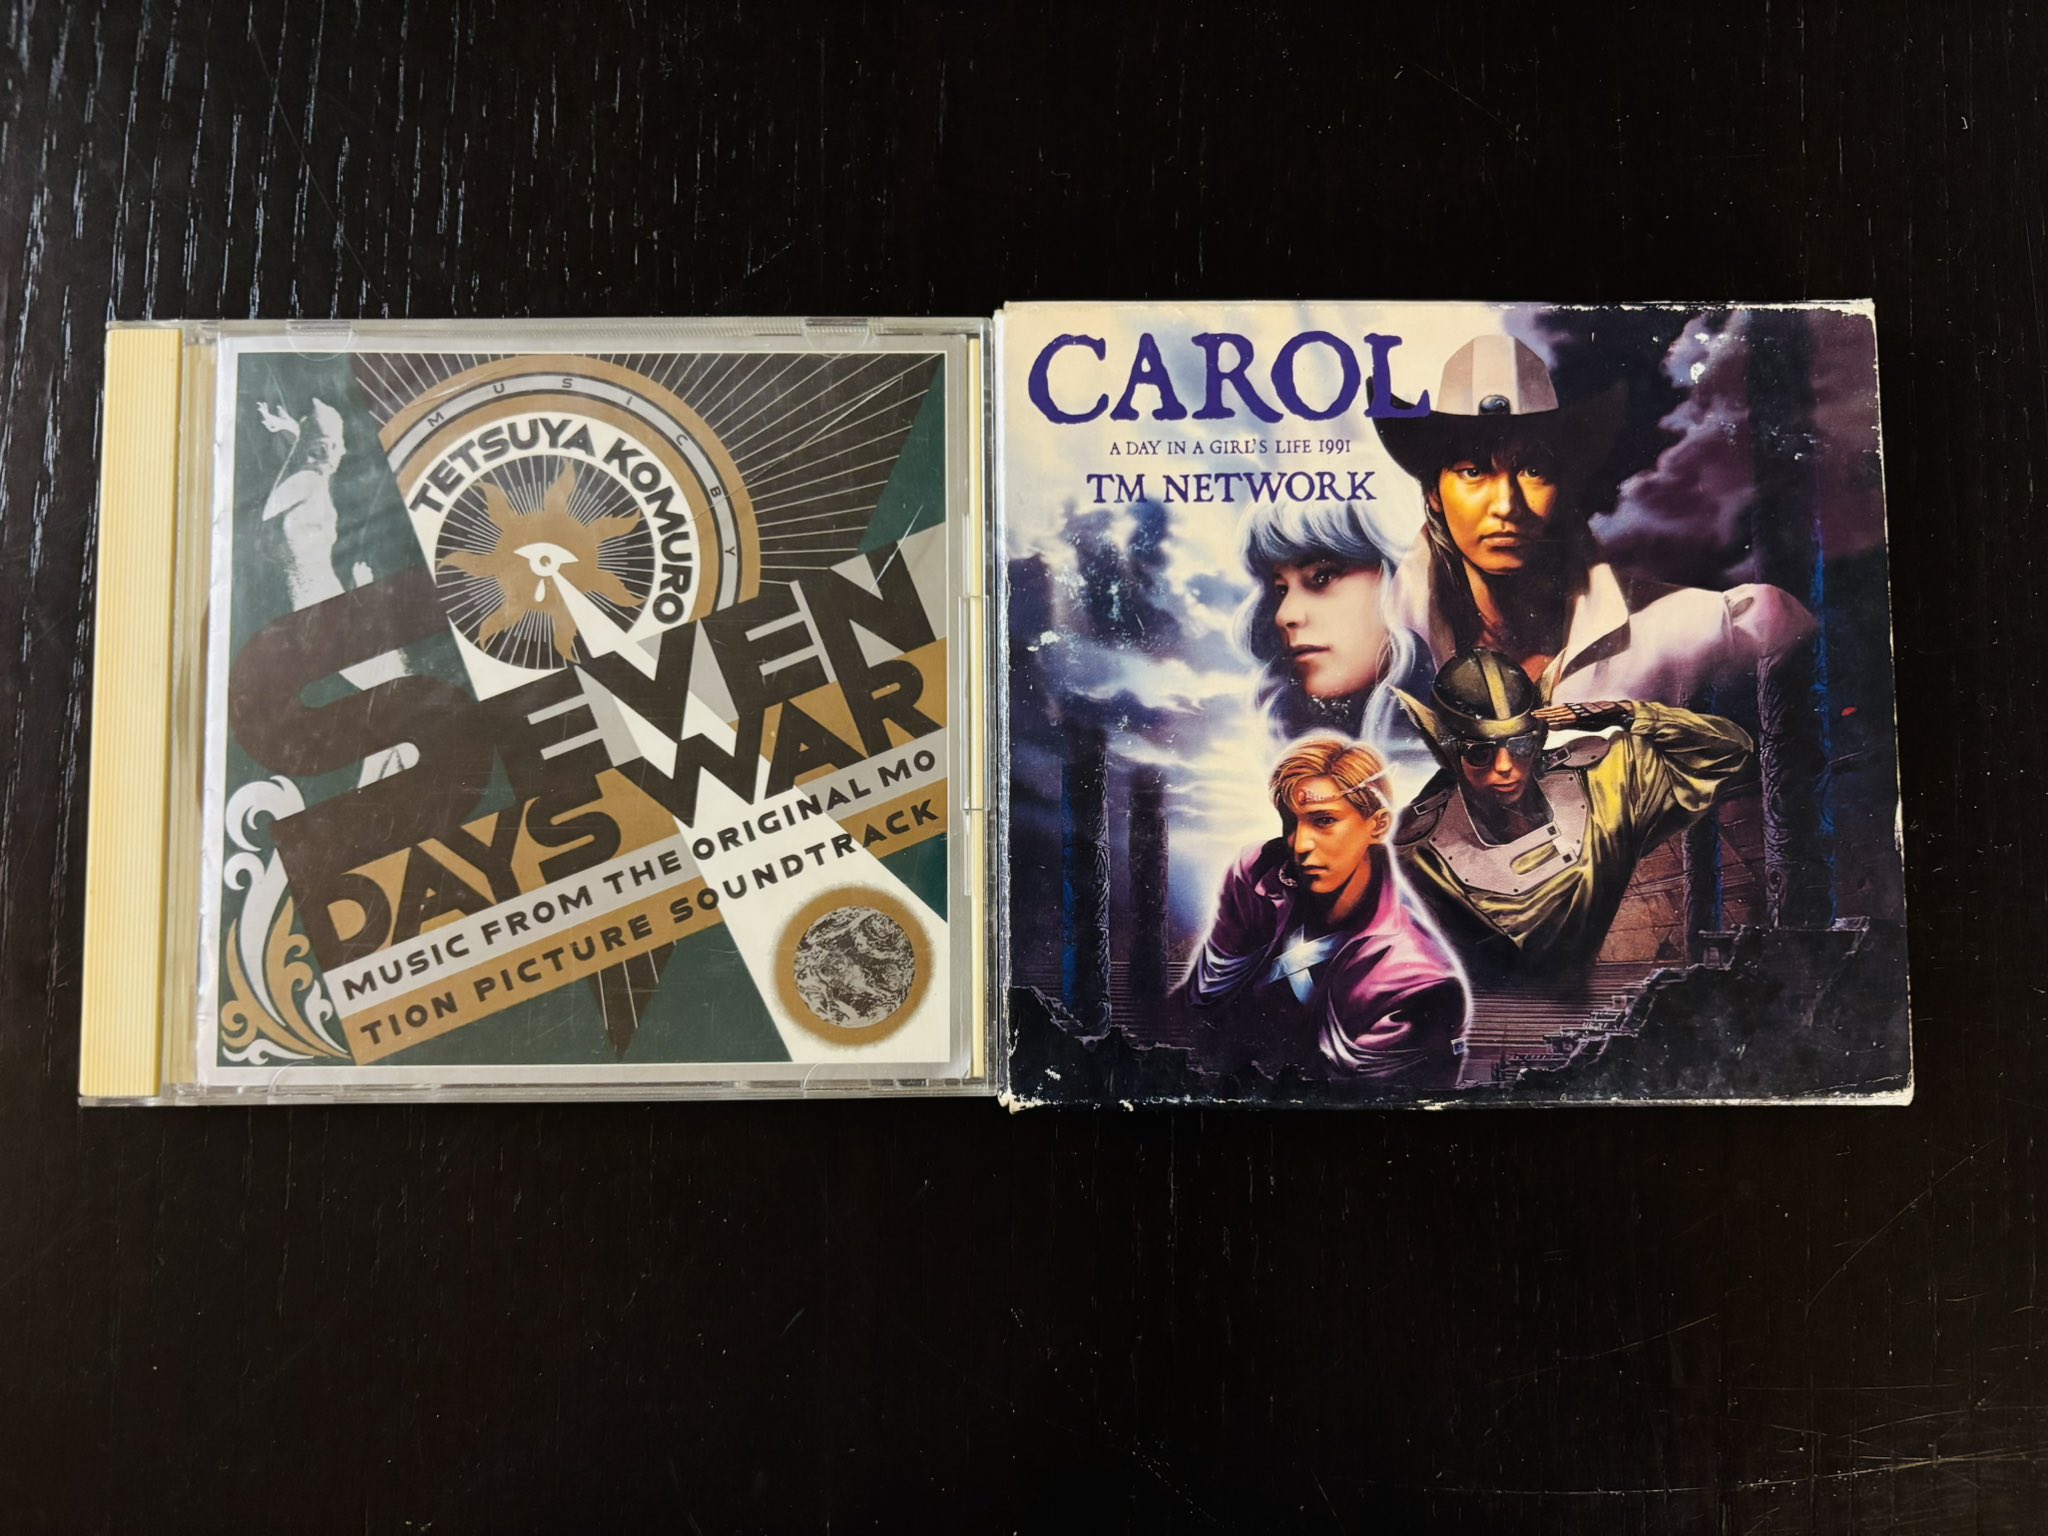 MUSIC BY
TETSUYA KOMURO
SEVEN
DAYS WAR
MUSIC FROM THE ORIGINAL MO
TION PICTURE SOUNDTRACK
CAROL
A DAY IN A GIRL'S LIFE 1991
TM NETWORK